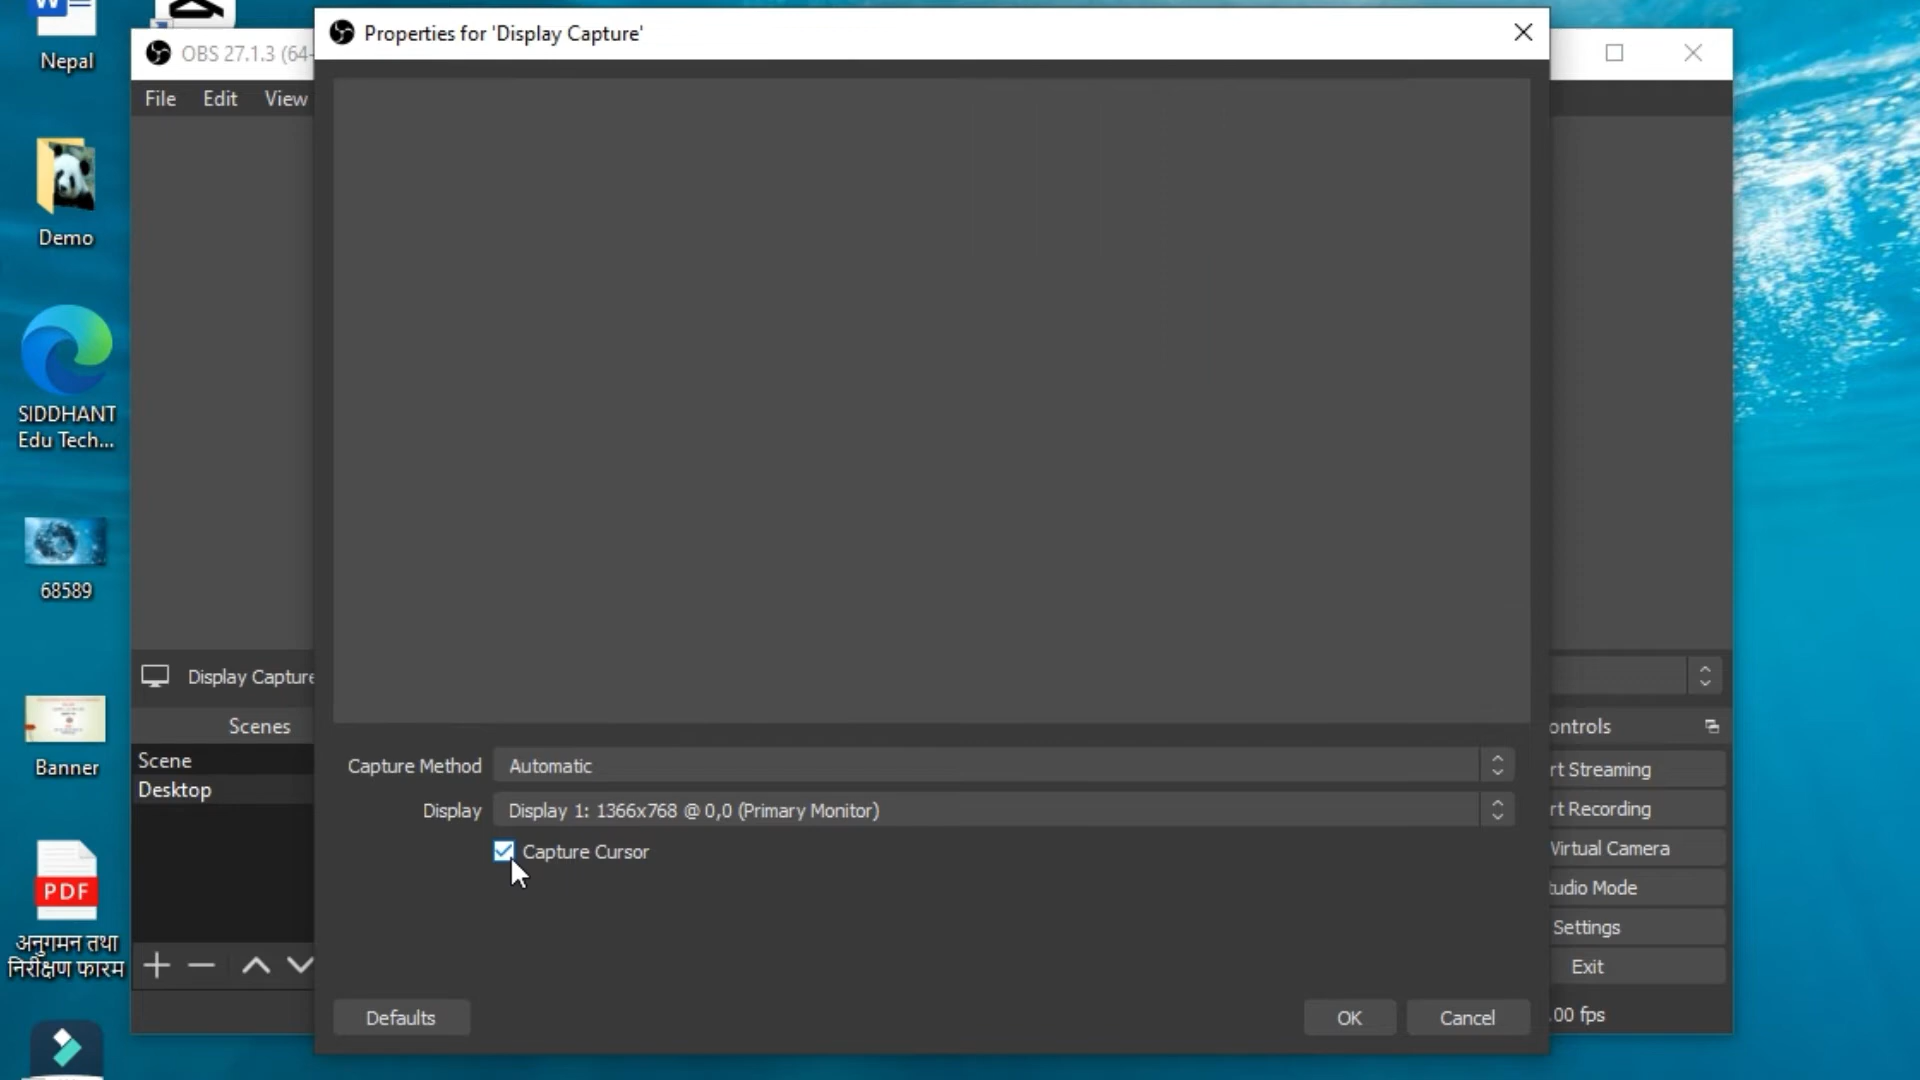 Nepal
Demo
SIDDHANT
Edu Tech...
68589
Banner
PDF
अनुगमन तथा
निरीक्षण फारम
OBS 27.1.3 (64-
File Edit View
Properties for 'Display Capture'
Capture Method Automatic
Display Display 1: 1366x768 @ 0,0 (Primary Monitor)
Capture Cursor
Defaults OK Cancel
Display Capture
Scenes
Scene
Desktop
ontrols
rt Streaming
rt Recording
Virtual Camera
tudio Mode
Settings
Exit
.00 fps